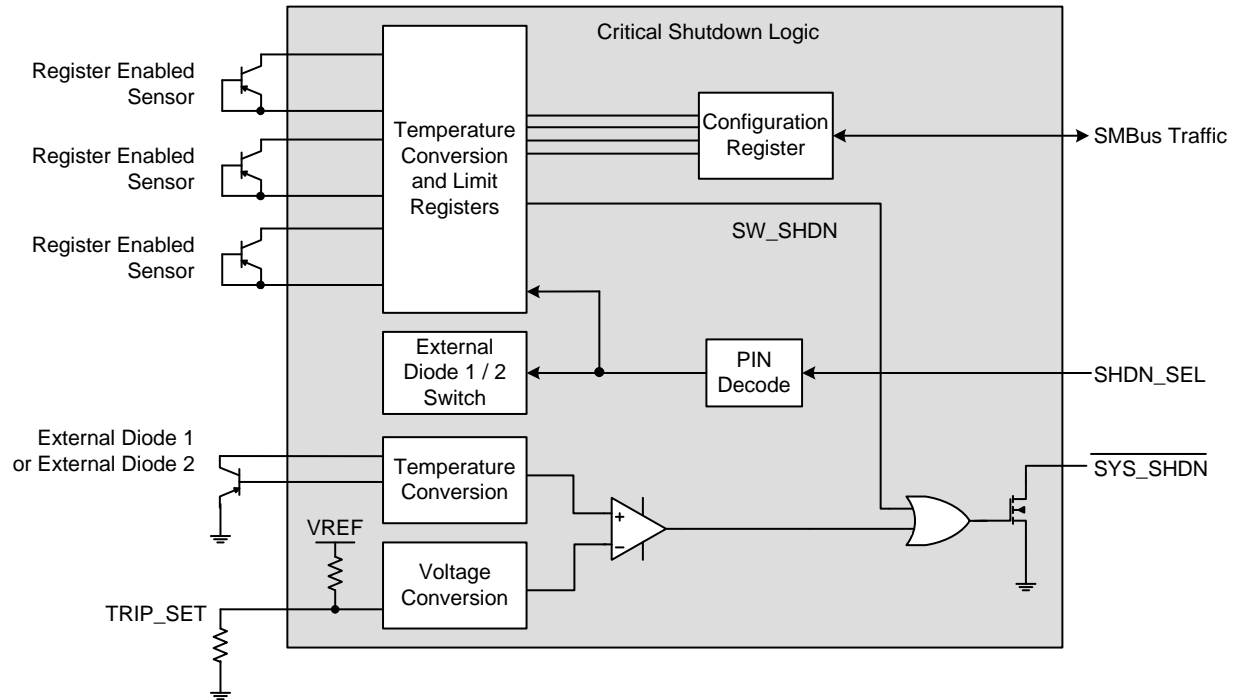 Critical Shutdown Logic
Register Enabled
Sensor
Register Enabled
Sensor
Register Enabled
Sensor
Temperature
Conversion
and Limit
Registers
Configuration
Register
SMBus Traffic
SW_SHDN
External
Diode 1 / 2
Switch
PIN
Decode
SHDN_SEL
External Diode 1
or External Diode 2
Temperature
Conversion
+
−
SYS_SHDN
VREF
Voltage
Conversion
TRIP_SET